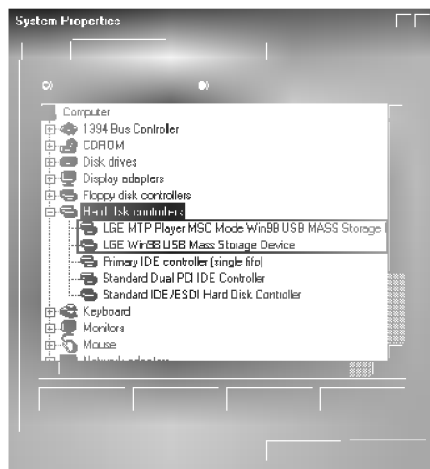 System Properties
Computer
1394 Bus Controller
CDROM
Disk drives
Display adapters
Floppy disk controllers
Hard disk controllers
LGE MTP Player MSC Mode Win98 USB MASS Storage
LGE Win98 USB Mass Storage Device
Primary IDE controller (single fifo)
Standard Dual PCI IDE Controller
Standard IDE/ESDI Hard Disk Controller
Keyboard
Monitors
Mouse
Network adapters